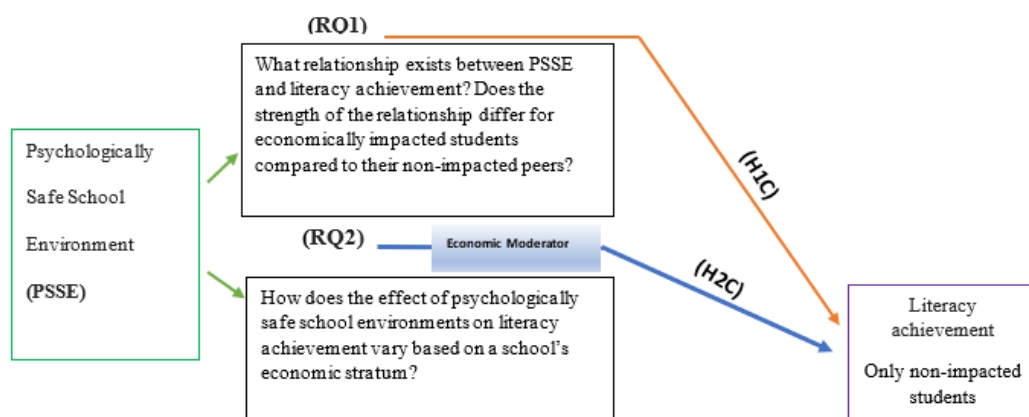 (RQ1)
What relationship exists between PSSE
and literacy achievement? Does the
strength of the relationship differ for
economically impacted students
compared to their non-impacted peers?
Psychologically
Safe School
Environment
(PSSE)
(H1C)
(RQ2)
Economic Moderator
(H2C)
How does the effect of psychologically
safe school environments on literacy
achievement vary based on a school's
economic stratum?
Literacy
achievement
Only non-impacted
students